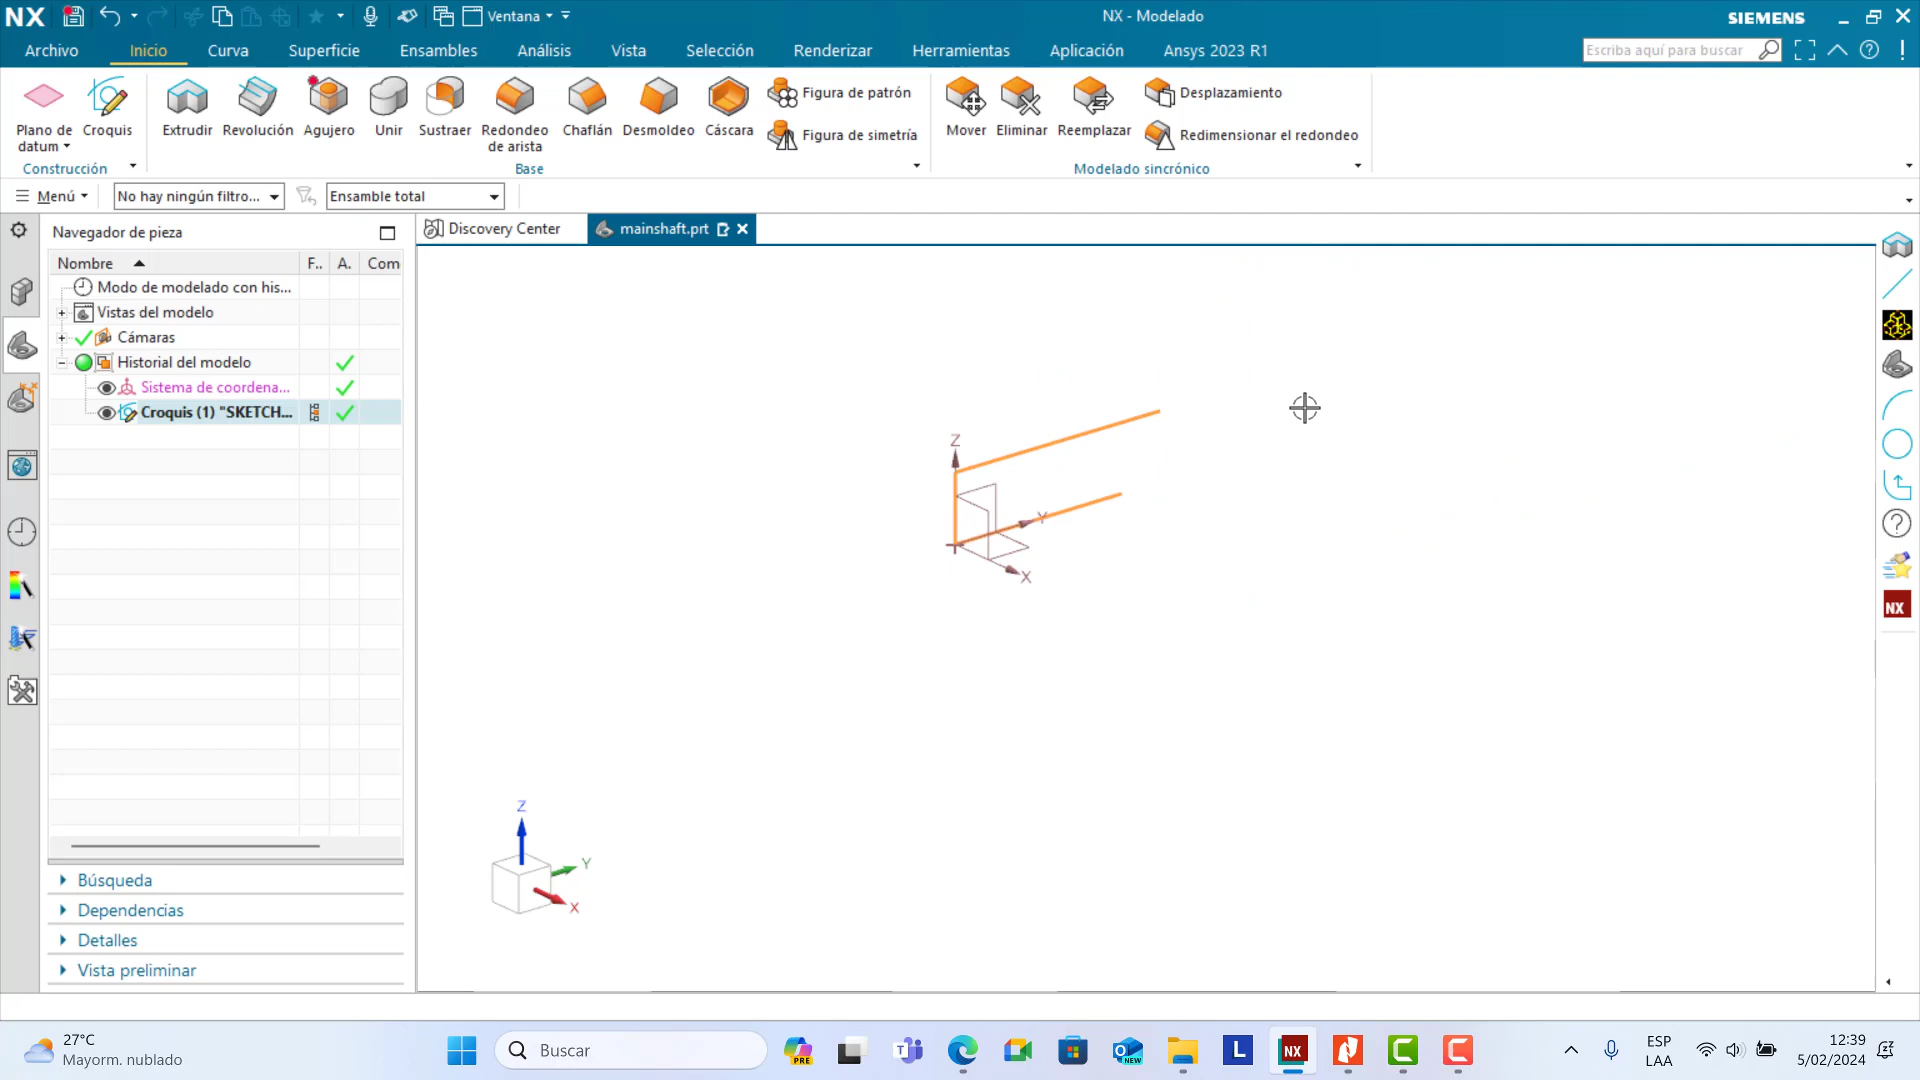 NX
Ventana
NX - Modelado
SIEMENS
Archivo
Inicio
Curva
Superficie
Ensambles
Análisis
Vista
Selección
Renderizar
Herramientas
Aplicación
Ansys 2023 R1
Escriba aquí para buscar
Plano de datum
Croquis
Extrudir
Revolución
Agujero
Unir
Sustraer
Redondeo de arista
Chaflán
Desmoldeo
Cáscara
Figura de patrón
Figura de simetría
Mover
Eliminar
Reemplazar
Desplazamiento
Redimensionar el redondeo
Construcción
Base
Modelado sincrónico
Menú
No hay ningún filtro...
Ensamble total
Navegador de pieza
Discovery Center
mainshaft.prt
Nombre
F..
A.
Com
Modo de modelado con his...
Vistas del modelo
Cámaras
Historial del modelo
Sistema de coordena...
Croquis (1) "SKETCH...
Z
Y
X
Z
Y
X
NX
Búsqueda
Dependencias
Detalles
Vista preliminar
27°C
Mayorm. nublado
Buscar
PRE
NEW
L
NX
ESP
LAA
12:39
5/02/2024